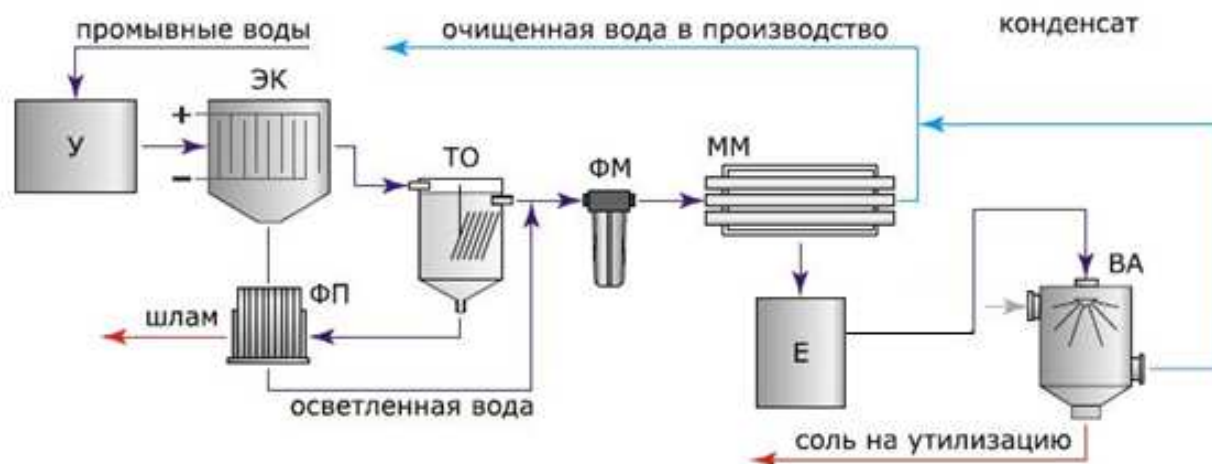 промывные воды
очищенная вода в производство
конденсат
ЭК
+
−
У
ТО
ФМ
ММ
ВА
ФП
шлам
Е
осветленная вода
соль на утилизацию